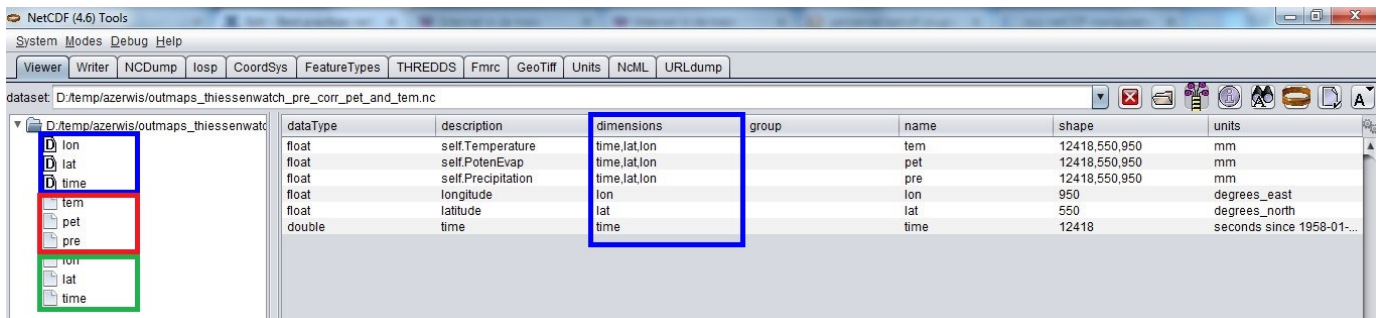 NetCDF (4.6) Tools
System Modes Debug Help
Viewer Writer NCDump Iosp CoordSys FeatureTypes THREDDS Fmrc GeoTiff Units NcML URLdump
dataset: D:/temp/azerwis/outmaps_thiessenwatch_pre_corr_pet_and_tem.nc
D:/temp/azerwis/outmaps_thiessenwatc
dataType description dimensions group name shape units
D lon
float self.Temperature time,lat,lon tem 12418,550,950 mm
D lat
float self.PotenEvap time,lat,lon pet 12418,550,950 mm
D time
float self.Precipitation time,lat,lon pre 12418,550,950 mm
tem
float longitude lon lon 950 degrees_east
pet
float latitude lat lat 550 degrees_north
pre
double time time time 12418 seconds since 1958-01-...
lon
lat
time